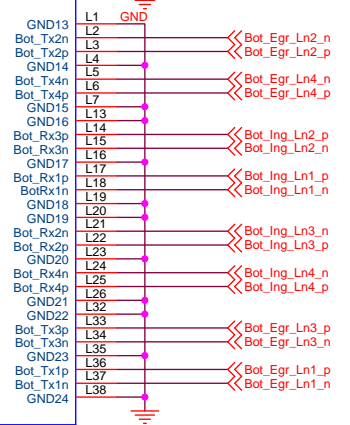 GND13 L1 GND
Bot_Tx2n L2 Bot_Egr_Ln2_n
Bot_Tx2p L3 Bot_Egr_Ln2_p
GND14 L4
Bot_Tx4n L5 Bot_Egr_Ln4_n
Bot_Tx4p L6 Bot_Egr_Ln4_p
GND15 L7
GND16 L13
Bot_Rx3p L14 Bot_Ing_Ln2_p
Bot_Rx3n L15 Bot_Ing_Ln2_n
GND17 L16
Bot_Rx1p L17 Bot_Ing_Ln1_p
BotRx1n L18 Bot_Ing_Ln1_n
GND18 L19
GND19 L20
Bot_Rx2n L21 Bot_Ing_Ln3_n
Bot_Rx2p L22 Bot_Ing_Ln3_p
GND20 L23
Bot_Rx4n L24 Bot_Ing_Ln4_n
Bot_Rx4p L25 Bot_Ing_Ln4_p
GND21 L26
GND22 L32
Bot_Tx3p L33 Bot_Egr_Ln3_p
Bot_Tx3n L34 Bot_Egr_Ln3_n
GND23 L35
Bot_Tx1p L36 Bot_Egr_Ln1_p
Bot_Tx1n L37 Bot_Egr_Ln1_n
GND24 L38